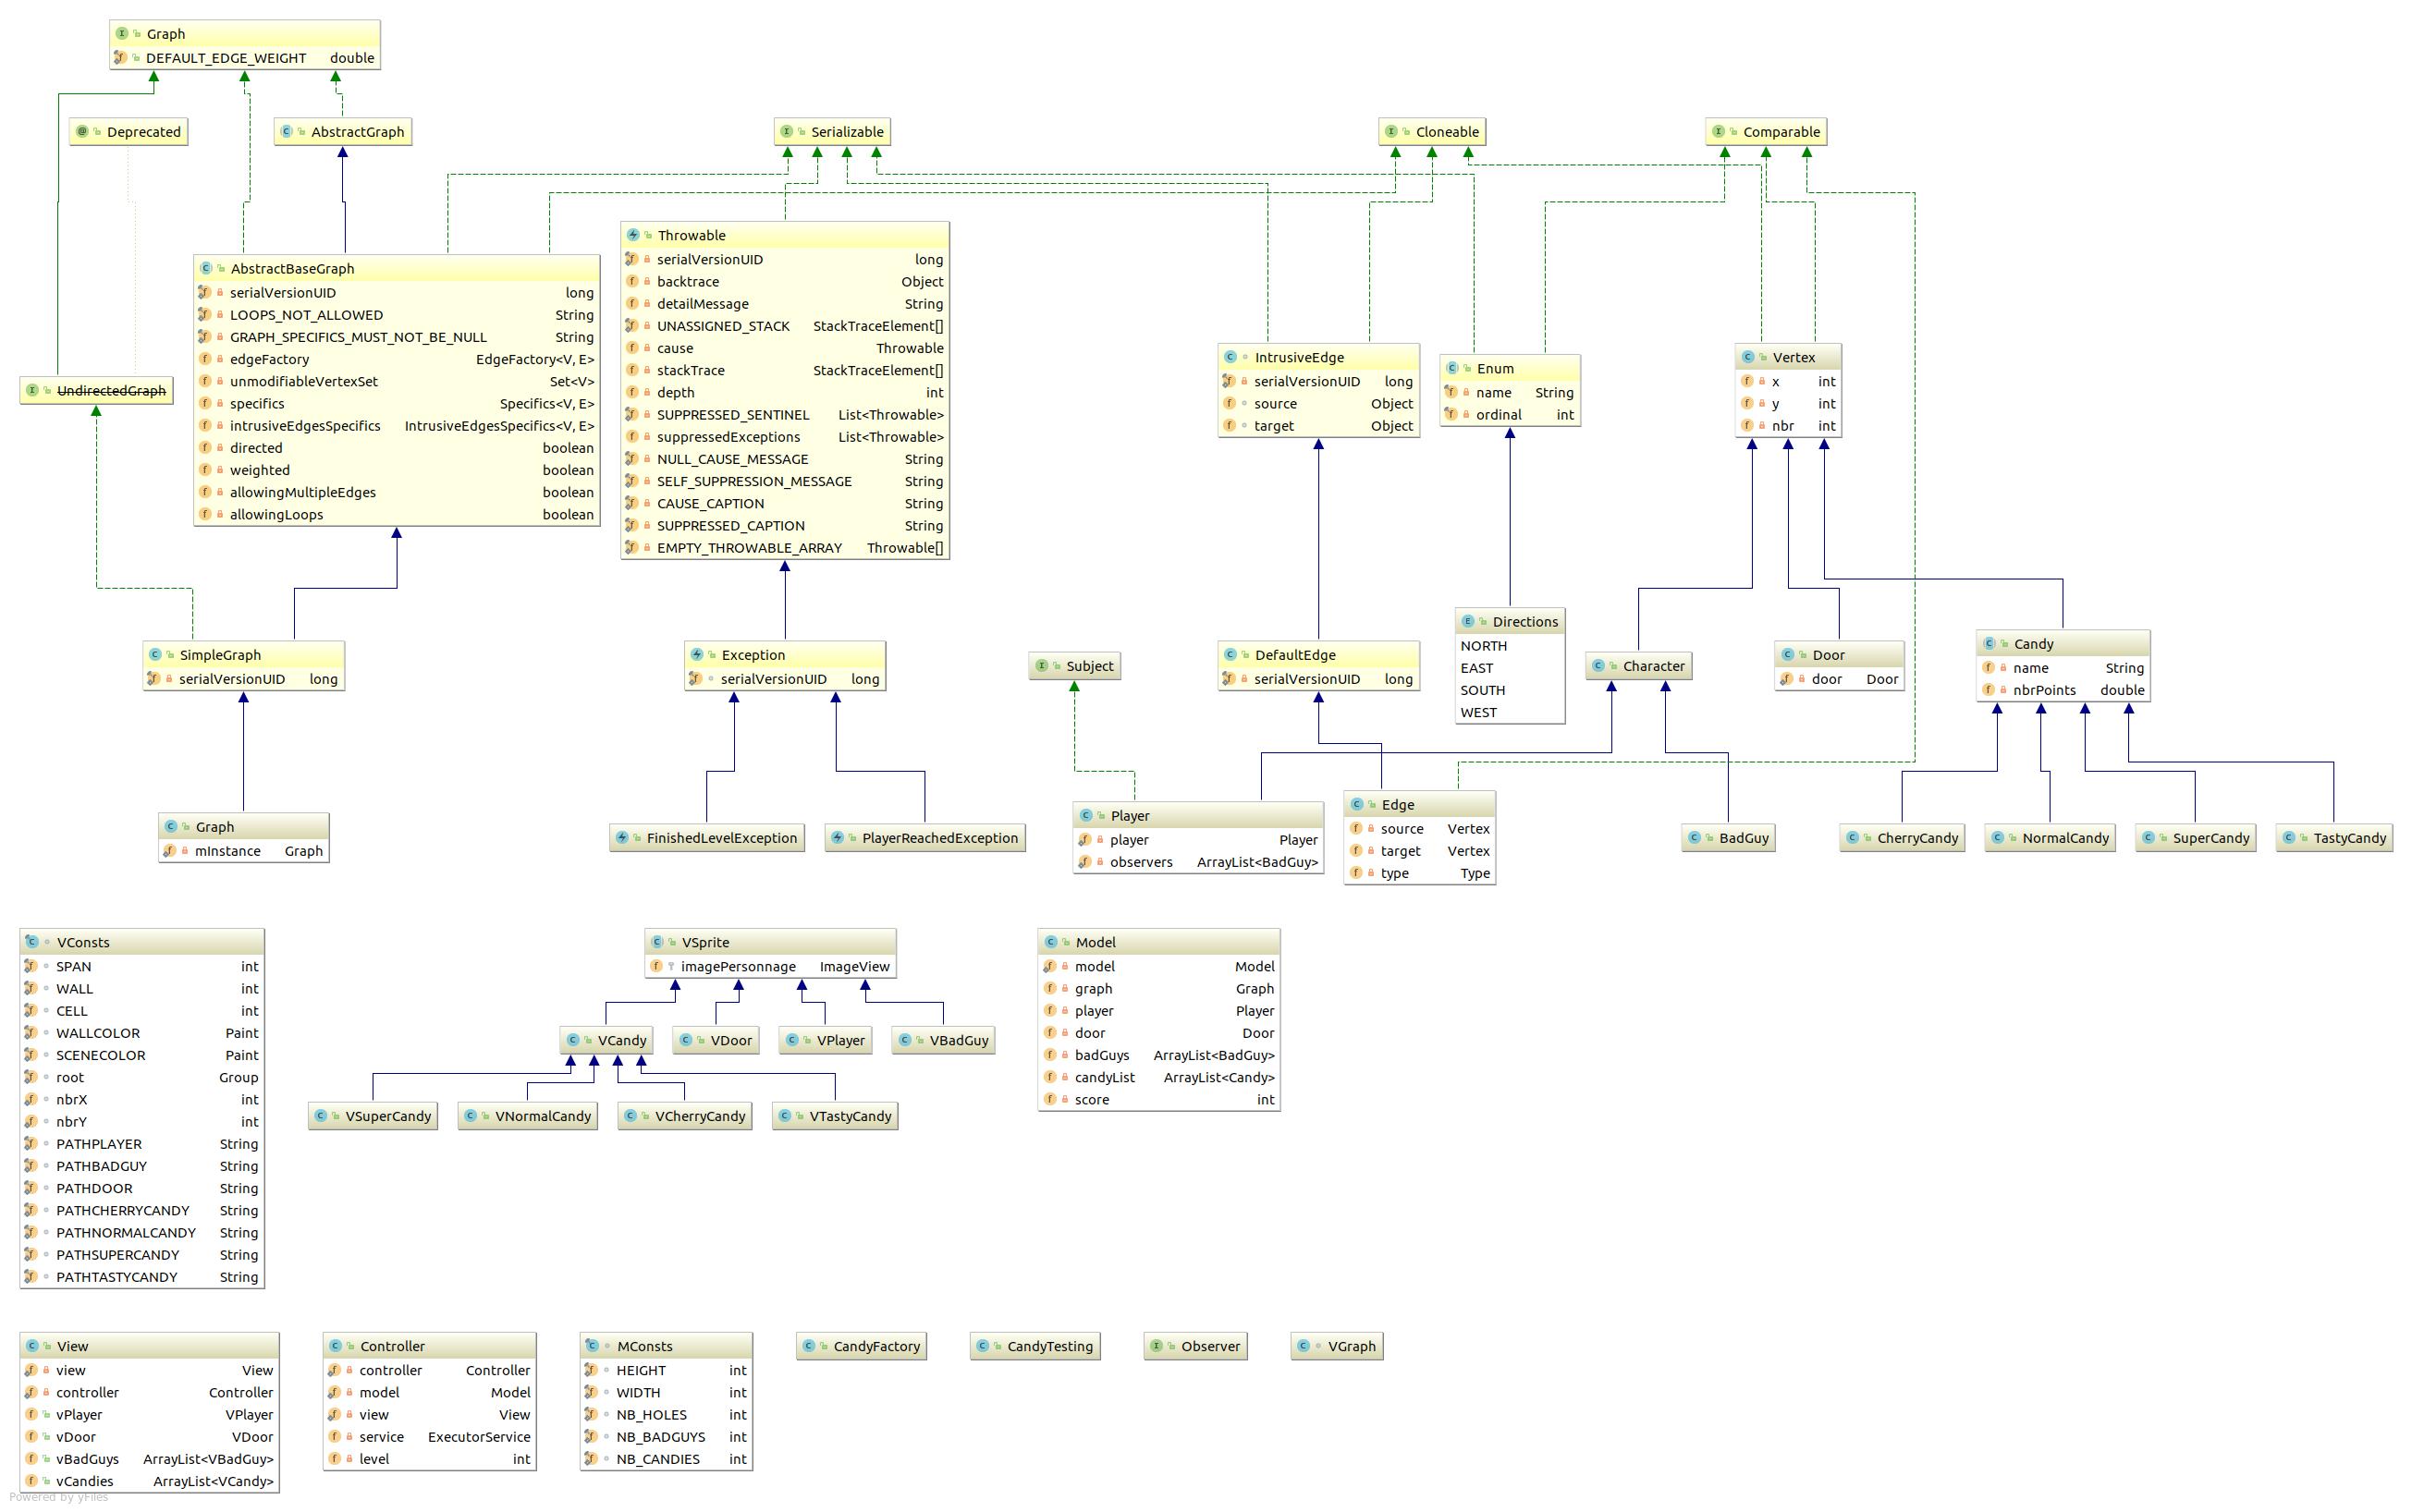 Graph
DEFAULT_EDGE_WEIGHT double
Deprecated
AbstractGraph
Serializable
Cloneable
Comparable
AbstractBaseGraph
serialVersionUID long
LOOPS_NOT_ALLOWED String
GRAPH_SPECIFICS_MUST_NOT_BE_NULL String
edgeFactory EdgeFactory<V, E>
unmodifiableVertexSet Set<V>
specifics Specifics<V, E>
intrusiveEdgesSpecifics IntrusiveEdgesSpecifics<V, E>
directed boolean
weighted boolean
allowingMultipleEdges boolean
allowingLoops boolean
Throwable
serialVersionUID long
backtrace Object
detailMessage String
UNASSIGNED_STACK StackTraceElement[]
cause Throwable
stackTrace StackTraceElement[]
depth int
SUPPRESSED_SENTINEL List<Throwable>
suppressedExceptions List<Throwable>
NULL_CAUSE_MESSAGE String
SELF_SUPPRESSION_MESSAGE String
CAUSE_CAPTION String
SUPPRESSED_CAPTION String
EMPTY_THROWABLE_ARRAY Throwable[]
IntrusiveEdge
serialVersionUID long
source Object
target Object
Enum
name String
ordinal int
Vertex
x int
y int
nbr int
UndirectedGraph
SimpleGraph
serialVersionUID long
Exception
serialVersionUID long
Subject
DefaultEdge
serialVersionUID long
Directions
NORTH
EAST
SOUTH
WEST
Character
Door
door Door
Candy
name String
nbrPoints double
Graph
mInstance Graph
FinishedLevelException
PlayerReachedException
Player
player Player
observers ArrayList<BadGuy>
Edge
source Vertex
target Vertex
type Type
BadGuy
CherryCandy
NormalCandy
SuperCandy
TastyCandy
VConsts
SPAN int
WALL int
CELL int
WALLCOLOR Paint
SCENECOLOR Paint
root Group
nbrX int
nbrY int
PATHPLAYER String
PATHBADGUY String
PATHDOOR String
PATHCHERRYCANDY String
PATHNORMALCANDY String
PATHSUPERCANDY String
PATHTASTYCANDY String
VSprite
imagePersonnage ImageView
VCandy
VDoor
VPlayer
VBadGuy
VSuperCandy
VNormalCandy
VCherryCandy
VTastyCandy
Model
model Model
graph Graph
player Player
door Door
badGuys ArrayList<BadGuy>
candyList ArrayList<Candy>
score int
View
view View
controller Controller
vPlayer VPlayer
vDoor VDoor
vBadGuys ArrayList<VBadGuy>
vCandies ArrayList<VCandy>
Controller
controller Controller
model Model
view View
service ExecutorService
level int
MConsts
HEIGHT int
WIDTH int
NB_HOLES int
NB_BADGUYS int
NB_CANDIES int
CandyFactory
CandyTesting
Observer
VGraph
Powered by yFiles